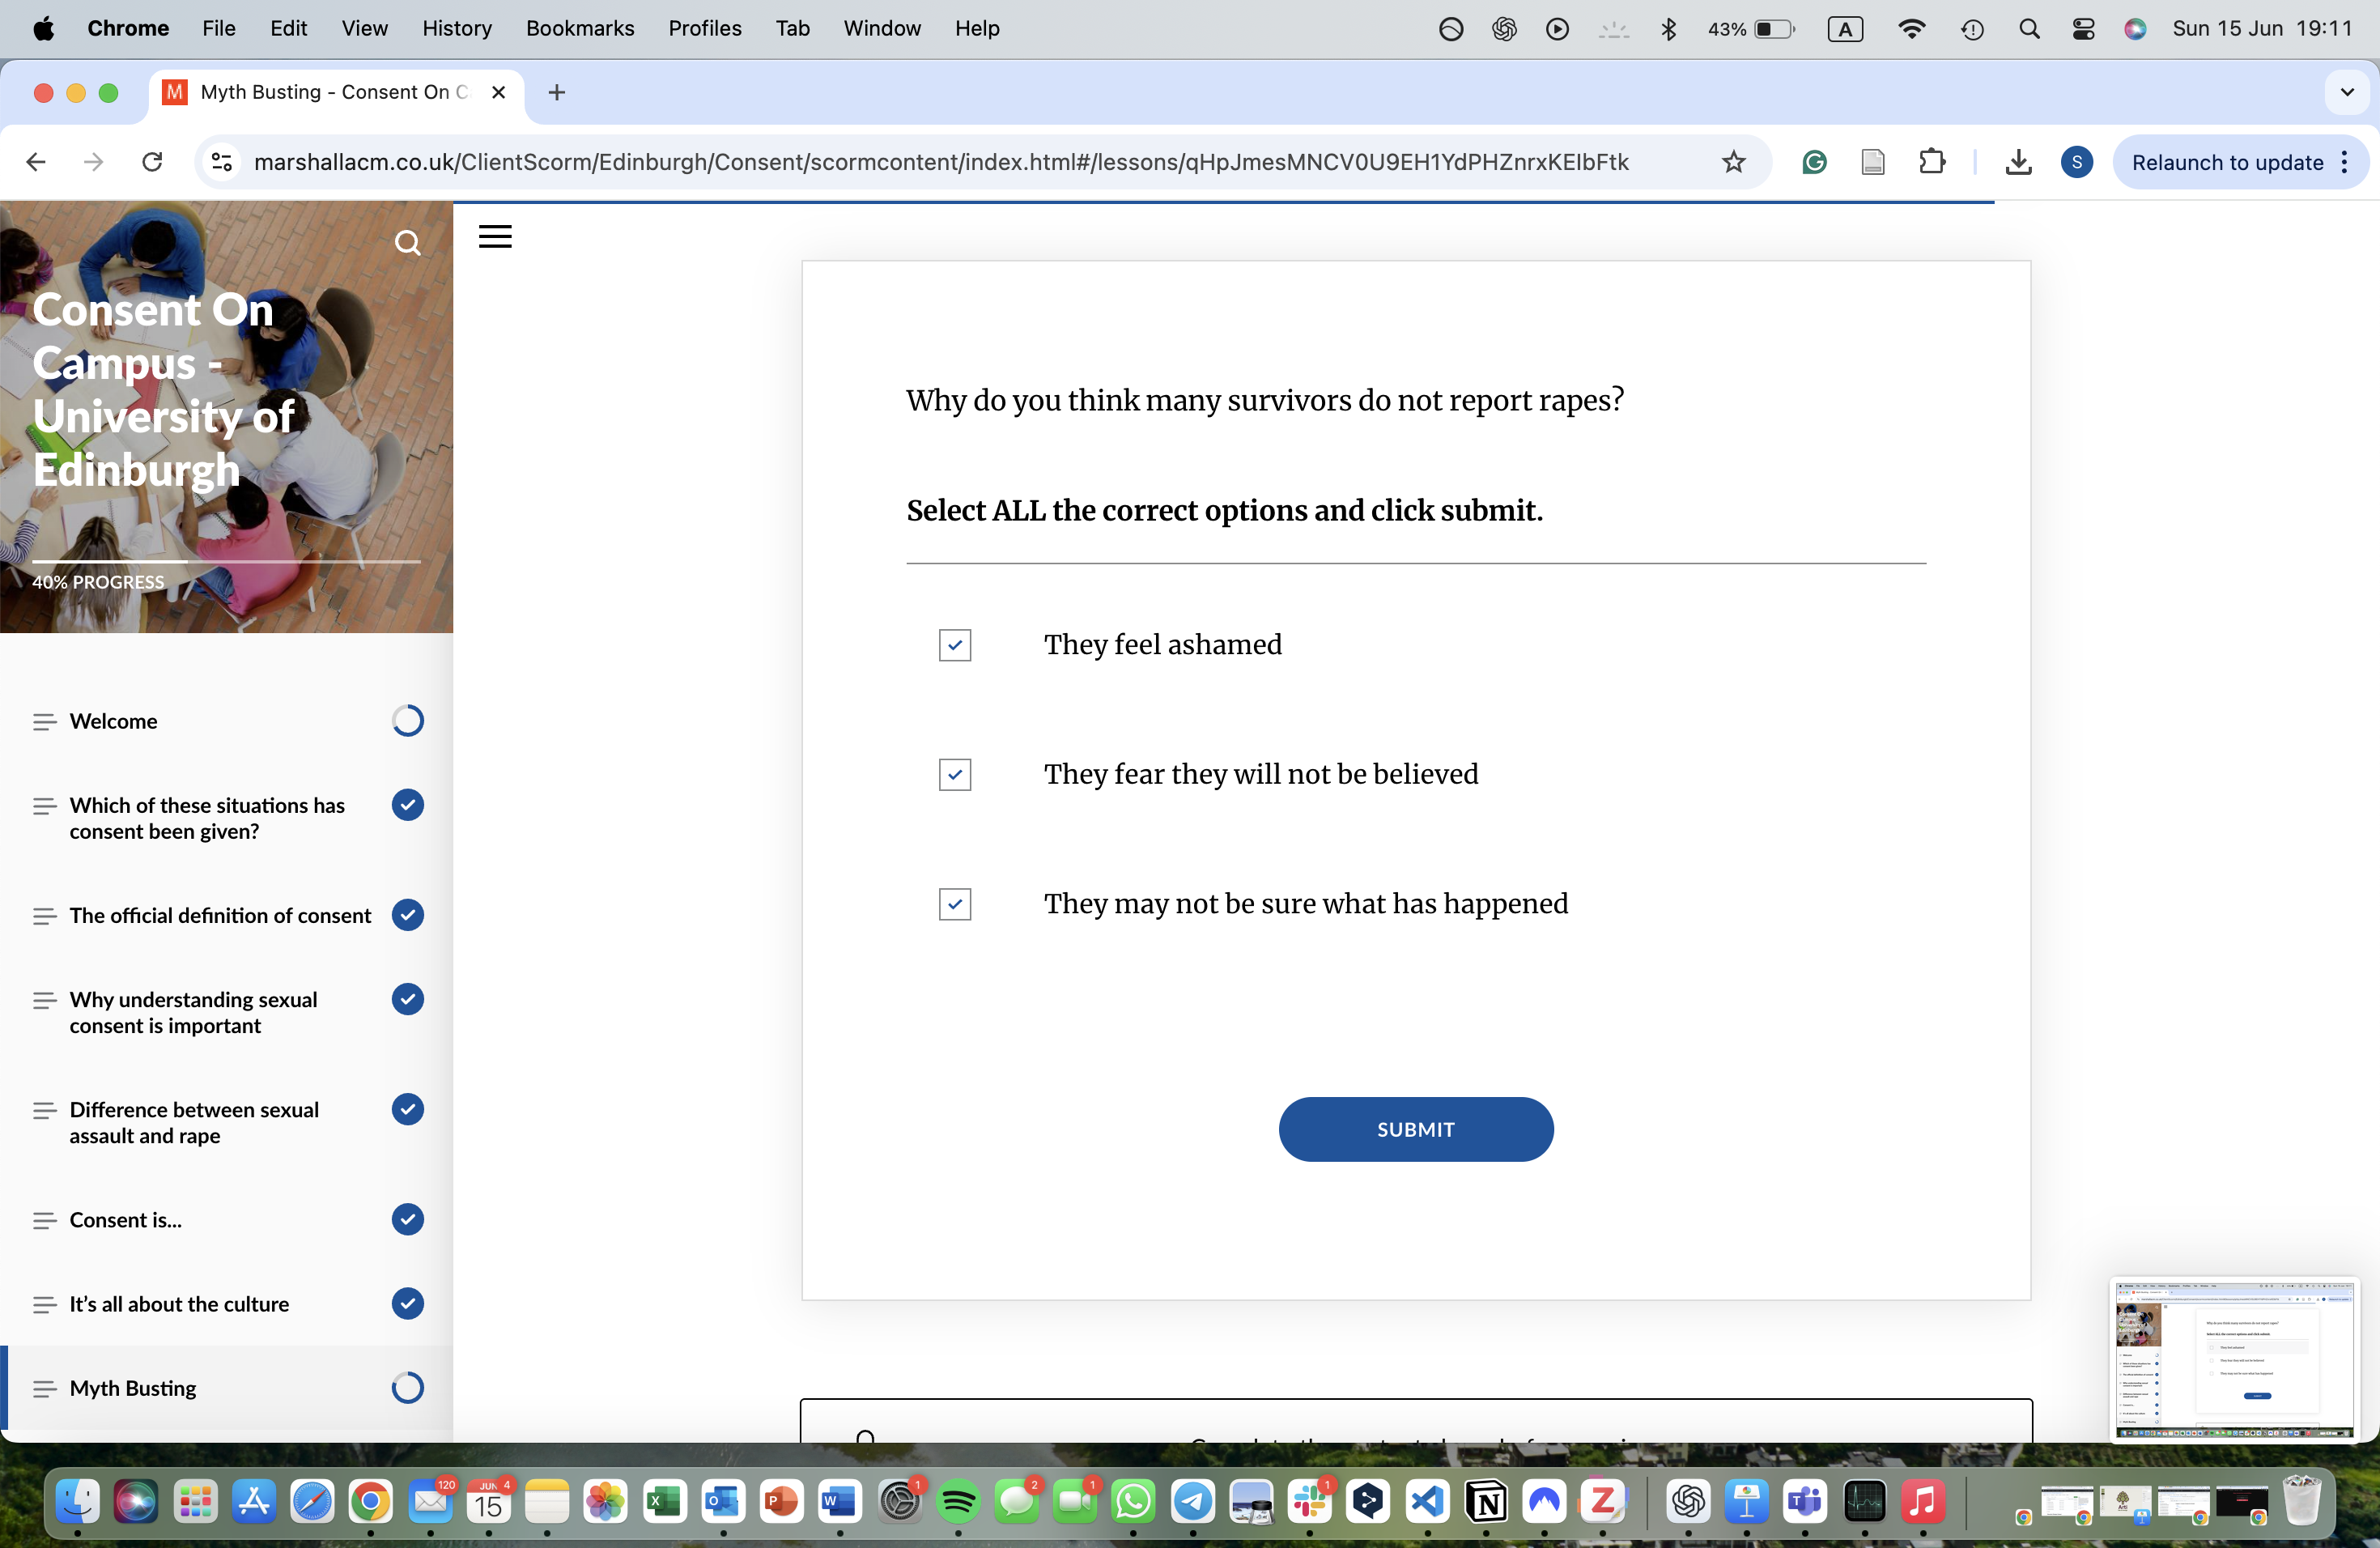 Chrome File Edit View History Bookmarks Profiles Tab Window Help 43% A Sun 15 Jun 19:11
M Myth Busting - Consent On C
marshallacm.co.uk/ClientScorm/Edinburgh/Consent/scormcontent/index.html#/lessons/qHpJmesMNCV0U9EH1YdPHZnrxKEIbFtk S Relaunch to update
Consent On
Campus -
University of
Edinburgh
40% PROGRESS
Welcome
Which of these situations has
consent been given?
The official definition of consent
Why understanding sexual
consent is important
Difference between sexual
assault and rape
Consent is...
It’s all about the culture
Myth Busting
Why do you think many survivors do not report rapes?
Select ALL the correct options and click submit.
They feel ashamed
They fear they will not be believed
They may not be sure what has happened
SUBMIT
120 JUN 4 15 1 2 1 1